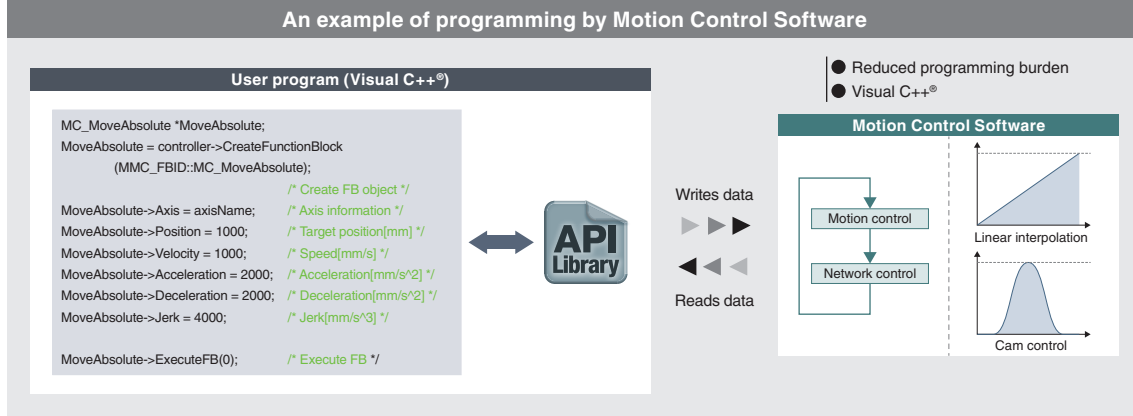 An example of programming by Motion Control Software
User program (Visual C++®)
MC_MoveAbsolute *MoveAbsolute;
MoveAbsolute = controller->CreateFunctionBlock
(MMC_FBID::MC_MoveAbsolute);
/* Create FB object */
MoveAbsolute->Axis = axisName; /* Axis information */
MoveAbsolute->Position = 1000; /* Target position[mm] */
MoveAbsolute->Velocity = 1000; /* Speed[mm/s] */
MoveAbsolute->Acceleration = 2000; /* Acceleration[mm/s^2] */
MoveAbsolute->Deceleration = 2000; /* Deceleration[mm/s^2] */
MoveAbsolute->Jerk = 4000; /* Jerk[mm/s^3] */
MoveAbsolute->ExecuteFB(0); /* Execute FB */
API
Library
Writes data
Reads data
● Reduced programming burden
● Visual C++®
Motion Control Software
Motion control
Network control
Linear interpolation
Cam control